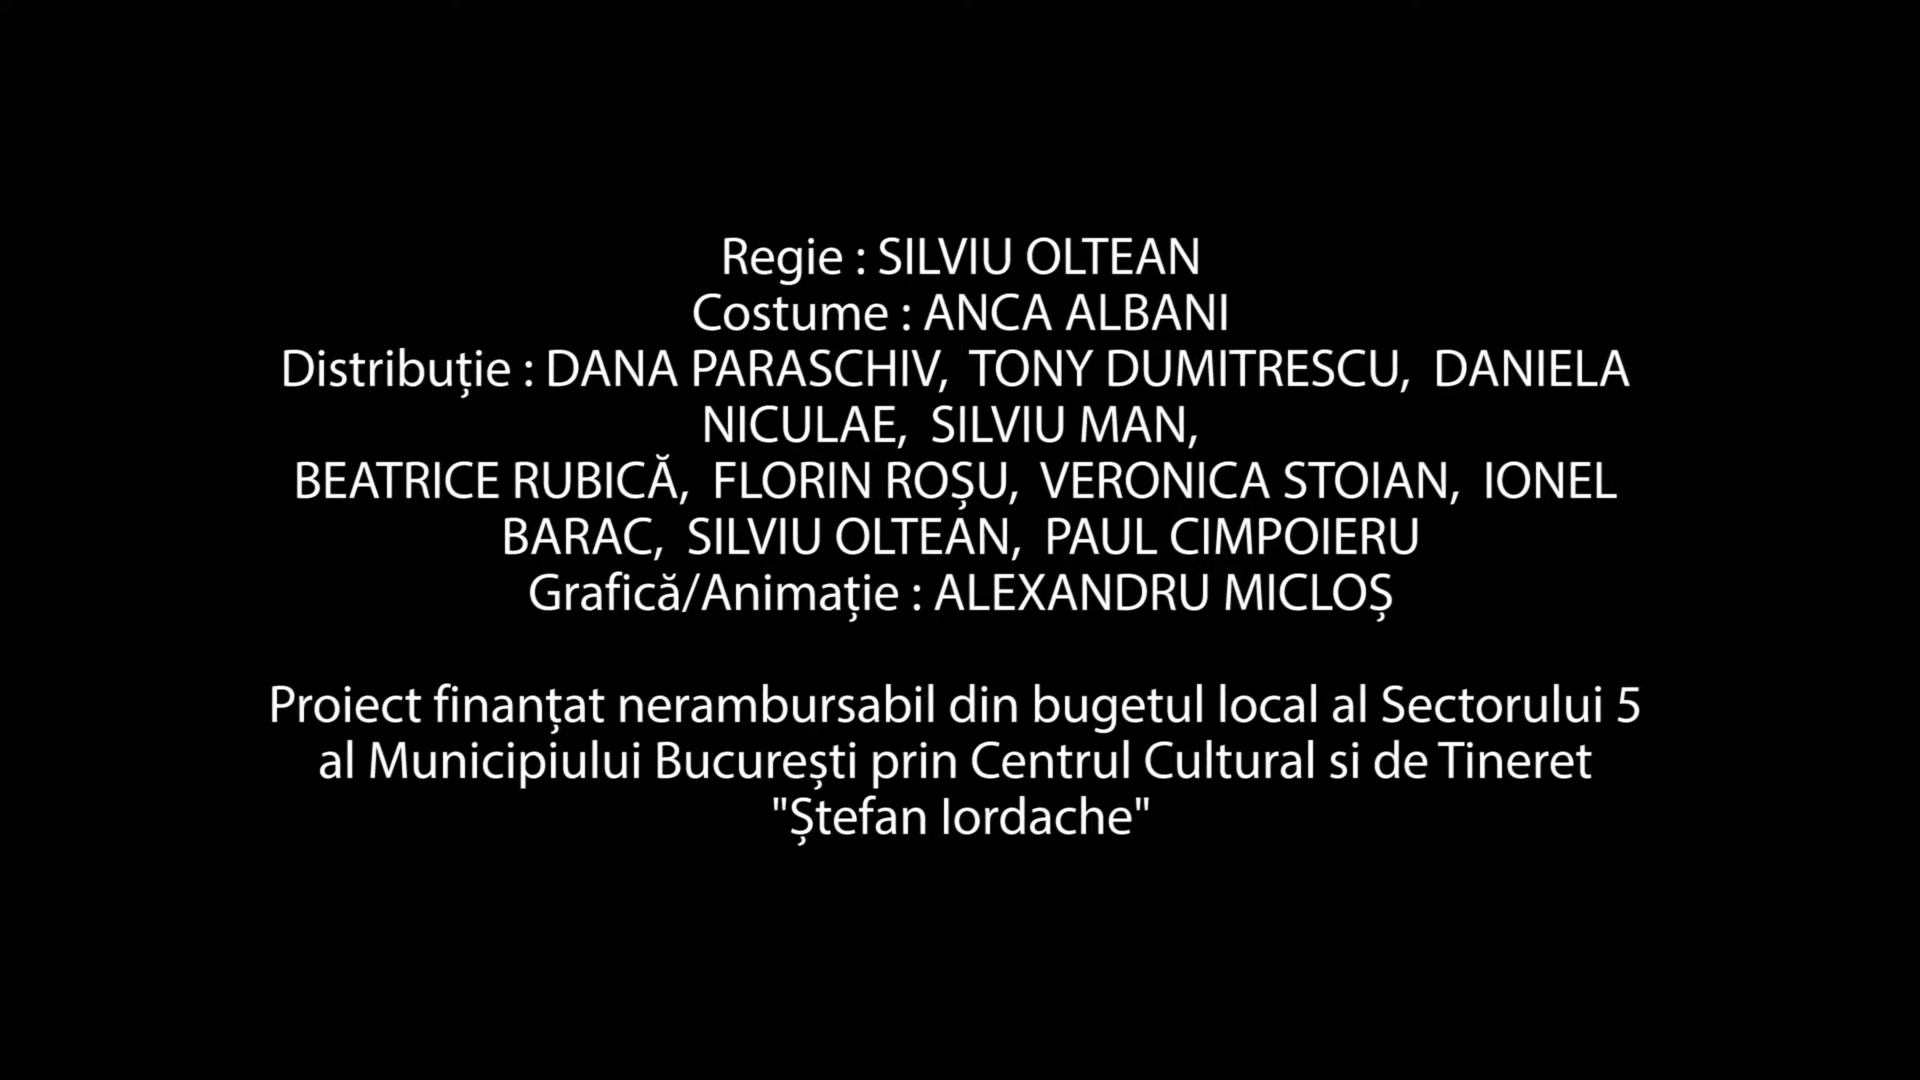 Regie : SILVIU OLTEAN
Costume : ANCA ALBANI
Distribuție : DANA PARASCHIV,  TONY DUMITRESCU,  DANIELA
NICULAE,  SILVIU MAN,
BEATRICE RUBICĂ,  FLORIN ROȘU,  VERONICA STOIAN,  IONEL
BARAC,  SILVIU OLTEAN,  PAUL CIMPOIERU
Grafică/Animație : ALEXANDRU MICLOȘ
Proiect finanțat nerambursabil din bugetul local al Sectorului 5
al Municipiului București prin Centrul Cultural si de Tineret
"Ștefan Iordache"